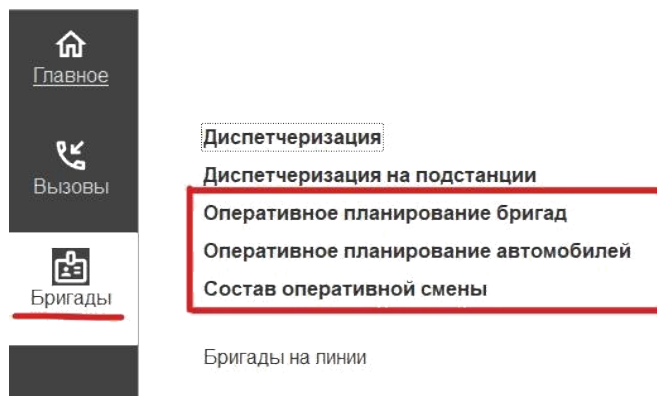 Главное
Вызовы
Бригады
Диспетчеризация
Диспетчеризация на подстанции
Оперативное планирование бригад
Оперативное планирование автомобилей
Состав оперативной смены
Бригады на линии